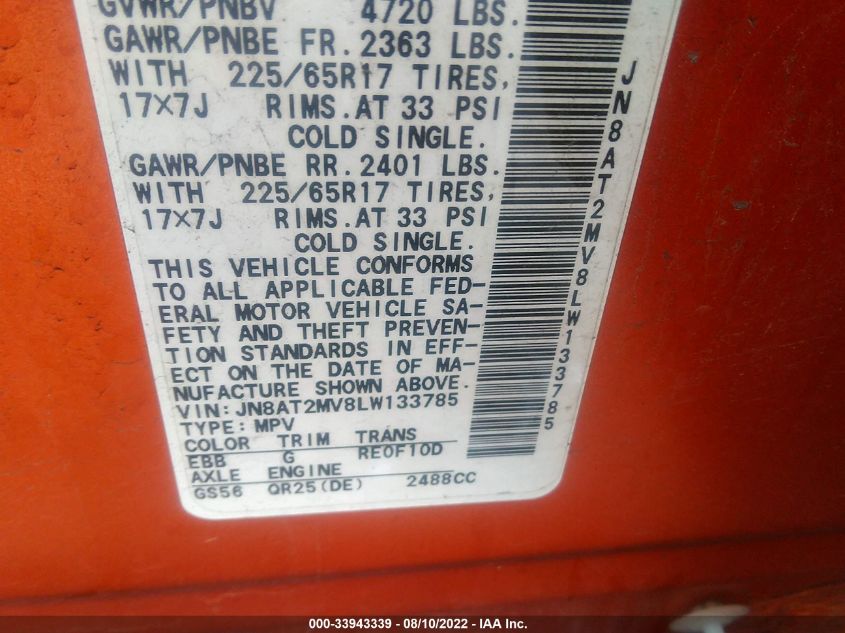 GVWR/PNBV 4720 LBS.
GAWR/PNBE FR. 2363 LBS.
WITH 225/65R17 TIRES,
17×7J RIMS. AT 33 PSI
COLD SINGLE.
GAWR/PNBE RR. 2401 LBS.
WITH 225/65R17 TIRES,
17×7J RIMS. AT 33 PSI
COLD SINGLE.
THIS VEHICLE CONFORMS
TO ALL APPLICABLE FED-
ERAL MOTOR VEHICLE SA-
FETY AND THEFT PREVEN-
TION STANDARDS IN EFF-
ECT ON THE DATE OF MA-
NUFACTURE SHOWN ABOVE.
VIN: JN8AT2MV8LW133785
TYPE: MPV
COLOR TRIM TRANS
EBB G RE0F10D
AXLE ENGINE
GS56 QR25(DE) 2488CC
JN8AT2MV8LW133785
000-33943339 - 08/10/2022 - IAA Inc.